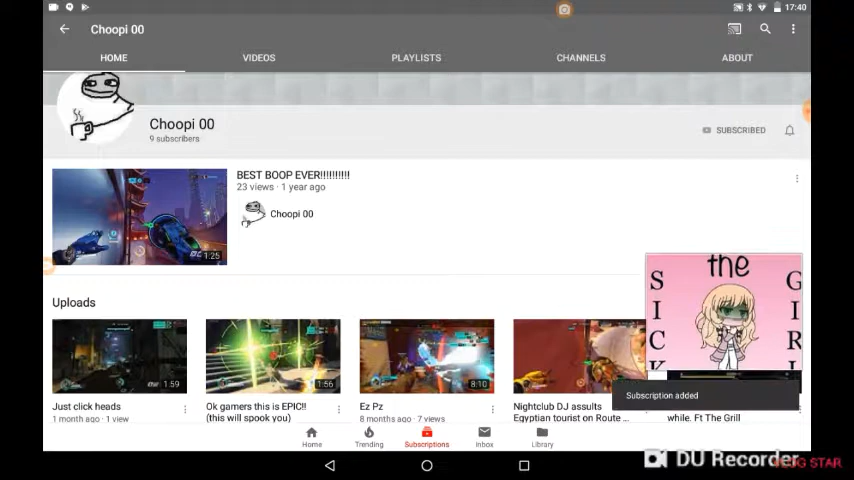 17:40
Choopi 00
HOME
VIDEOS
PLAYLISTS
CHANNELS
ABOUT
Choopi 00
9 subscribers
SUBSCRIBED
BEST BOOP EVER!!!!!!!!!!
23 views · 1 year ago
Choopi 00
1:25
Uploads
the
SICK
GIRL
1:59
1:56
8:10
Just click heads
1 month ago · 1 view
Ok gamers this is EPIC!!
(this will spook you)
Ez Pz
8 months ago · 7 views
Nightclub DJ assults
Egyptian tourist on Route ...
Subscription added
while. Ft The Grill
Home
Trending
Subscriptions
Inbox
Library
DU Recorder
STAR